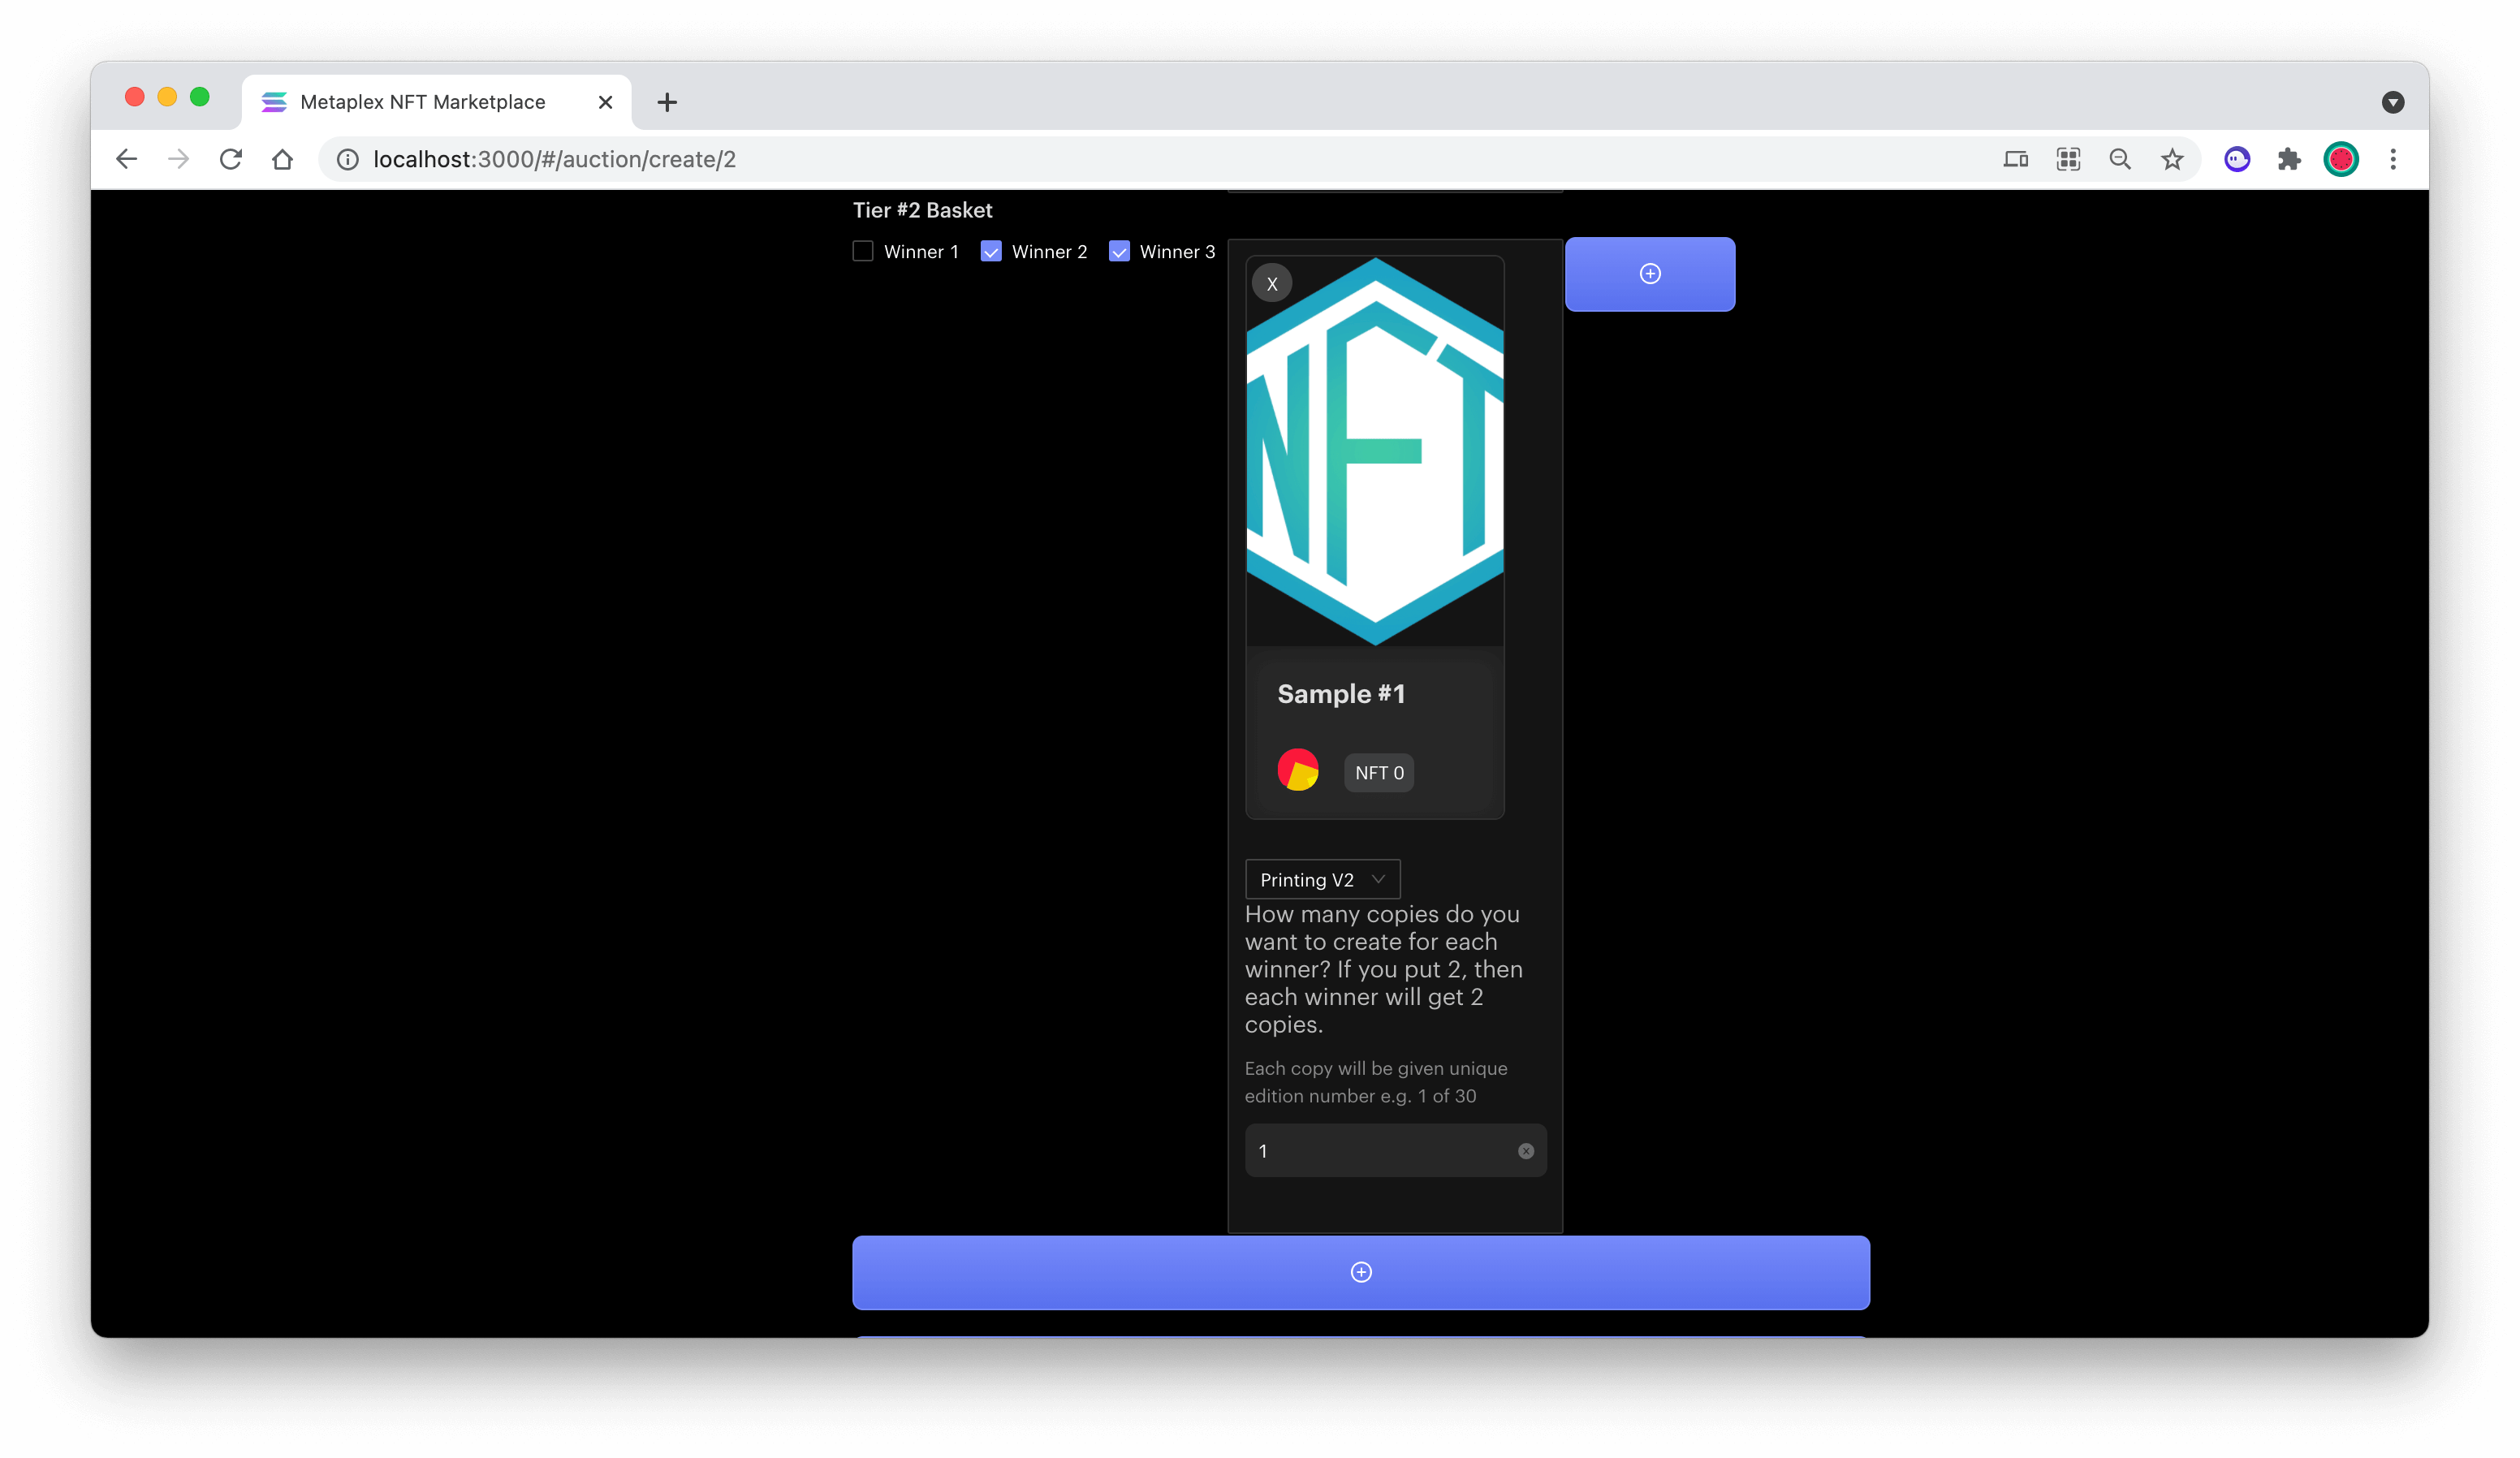 Metaplex NFT Marketplace
localhost:3000/#/auction/create/2
Tier #2 Basket
Winner 1 Winner 2 Winner 3
X
NFT
Sample #1
NFT 0
Printing V2
How many copies do you
want to create for each
winner? If you put 2, then
each winner will get 2
copies.
Each copy will be given unique
edition number e.g. 1 of 30
1